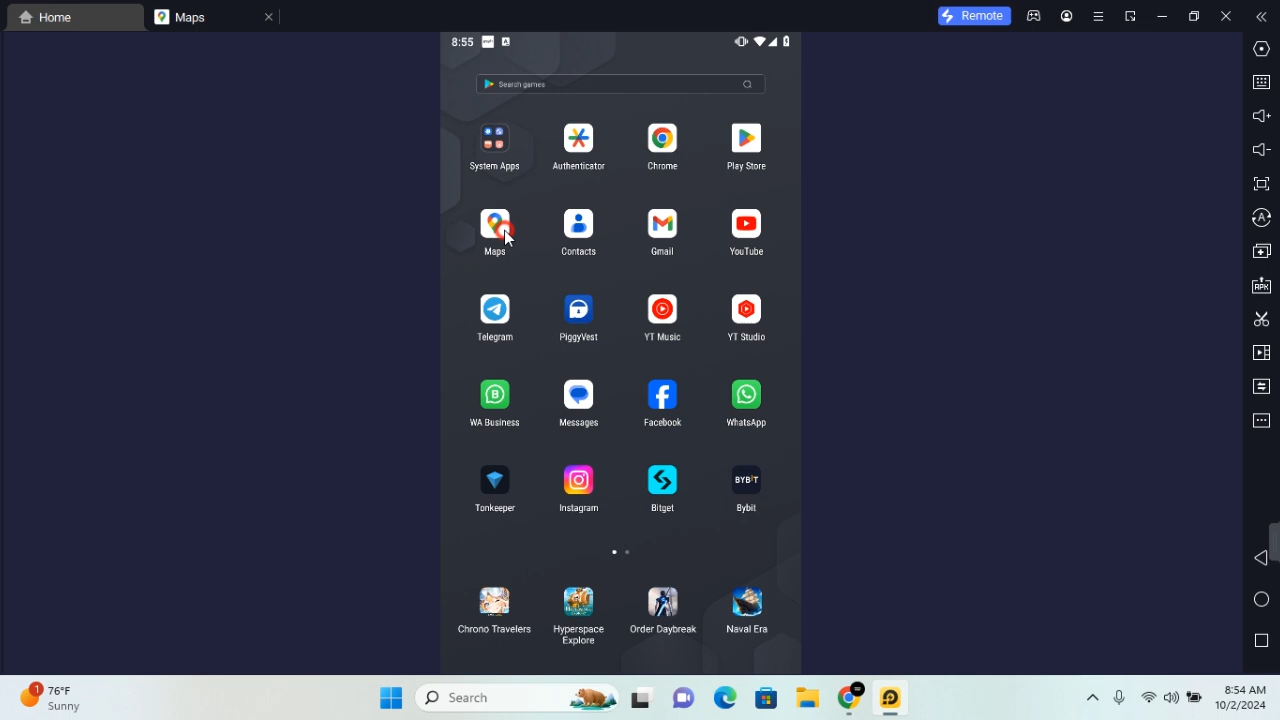 Home
Maps
Remote
8:55
Search games
System Apps
Authenticator
Chrome
Play Store
Maps
Contacts
Gmail
YouTube
Telegram
PiggyVest
YT Music
YT Studio
WA Business
Messages
Facebook
WhatsApp
BYBIT
Tonkeeper
Instagram
Bitget
Bybit
Chrono Travelers
Hyperspace
Explore
Order Daybreak
Naval Era
APK
1
76°F
Sunny
Search
8:54 AM
10/2/2024